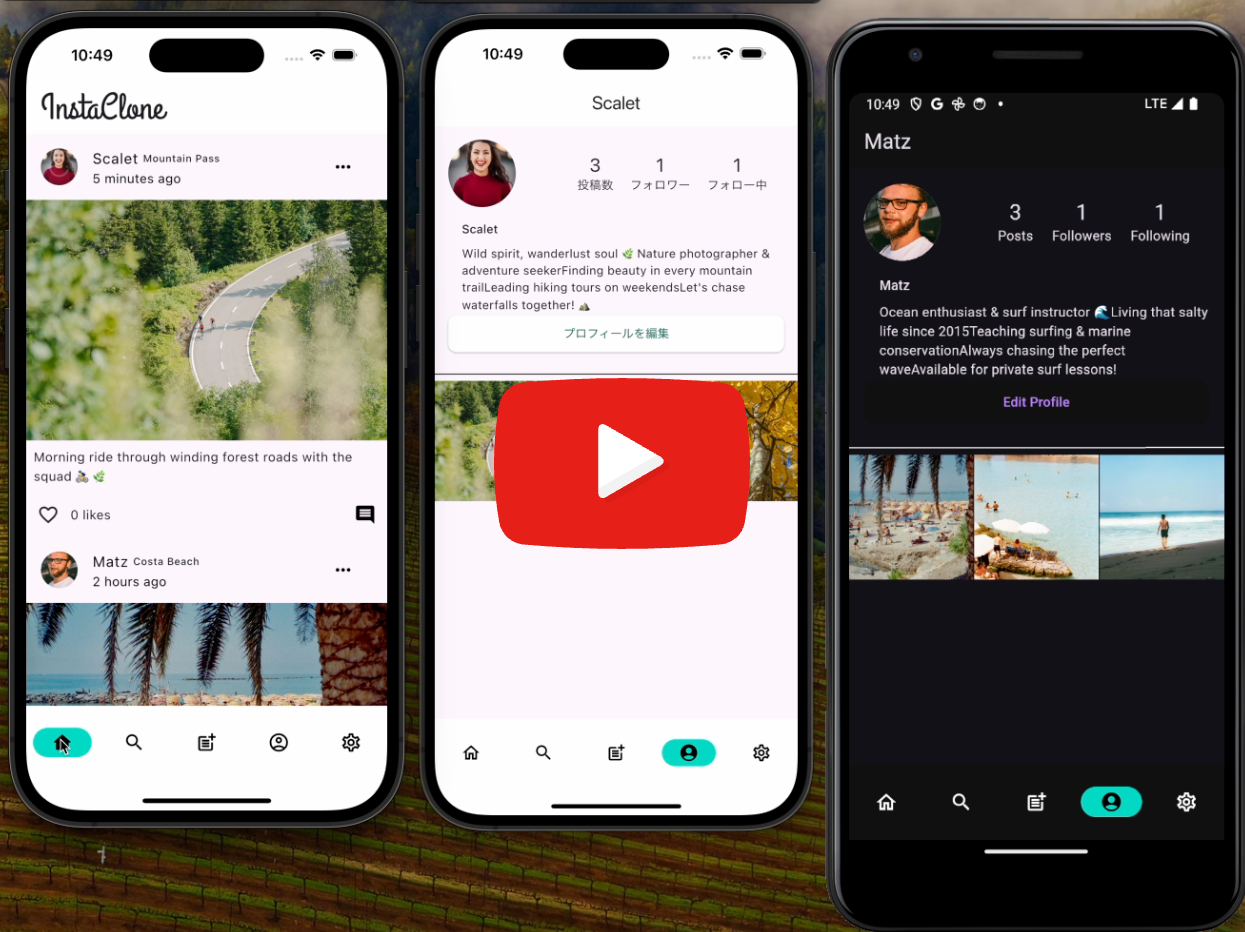 10:49
InstaClone
Scalet Mountain Pass
5 minutes ago
Morning ride through winding forest roads with the
squad 🚴 🌿
0 likes
Matz Costa Beach
2 hours ago
10:49
Scalet
3 1 1
投稿数 フォロワー フォロー中
Scalet
Wild spirit, wanderlust soul 🌿 Nature photographer &
adventure seekerFinding beauty in every mountain
trailLeading hiking tours on weekendsLet's chase
waterfalls together! ⛰️
プロフィールを編集
10:49 G LTE
Matz
3 1 1
Posts Followers Following
Matz
Ocean enthusiast & surf instructor 🌊Living that salty
life since 2015Teaching surfing & marine
conservationAlways chasing the perfect
waveAvailable for private surf lessons!
Edit Profile